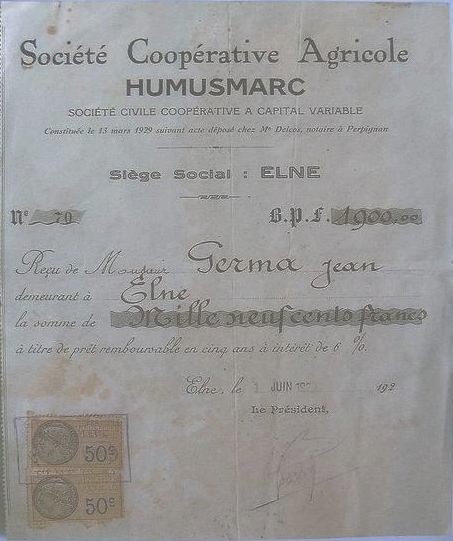 Société Coopérative Agricole
HUMUSMARC
SOCIÉTÉ CIVILE COOPÉRATIVE A CAPITAL VARIABLE
Constituée le 13 mars 1929 suivant acte déposé chez Me Delcos, notaire à Perpignan
Siège Social : ELNE
No 70 B.P.F. 1900,00
Reçu de Monsieur Germa Jean
demeurant à Elne
la somme de Mille neuf cents francs
à titre de prêt remboursable en cinq ans à intérêt de 6 %.
Elne, le JUIN 192
Le Président,
50c
50c